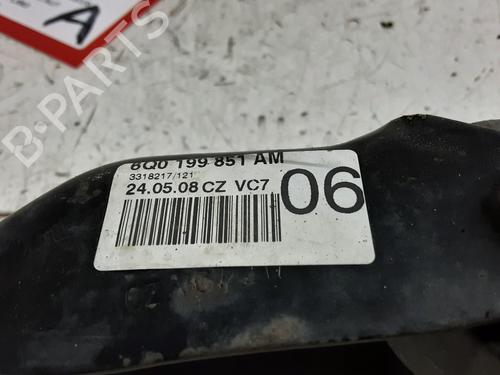 A
B-PARTS
6Q0 199 851 AM
3318217/121
24.05.08 CZ VC7
06